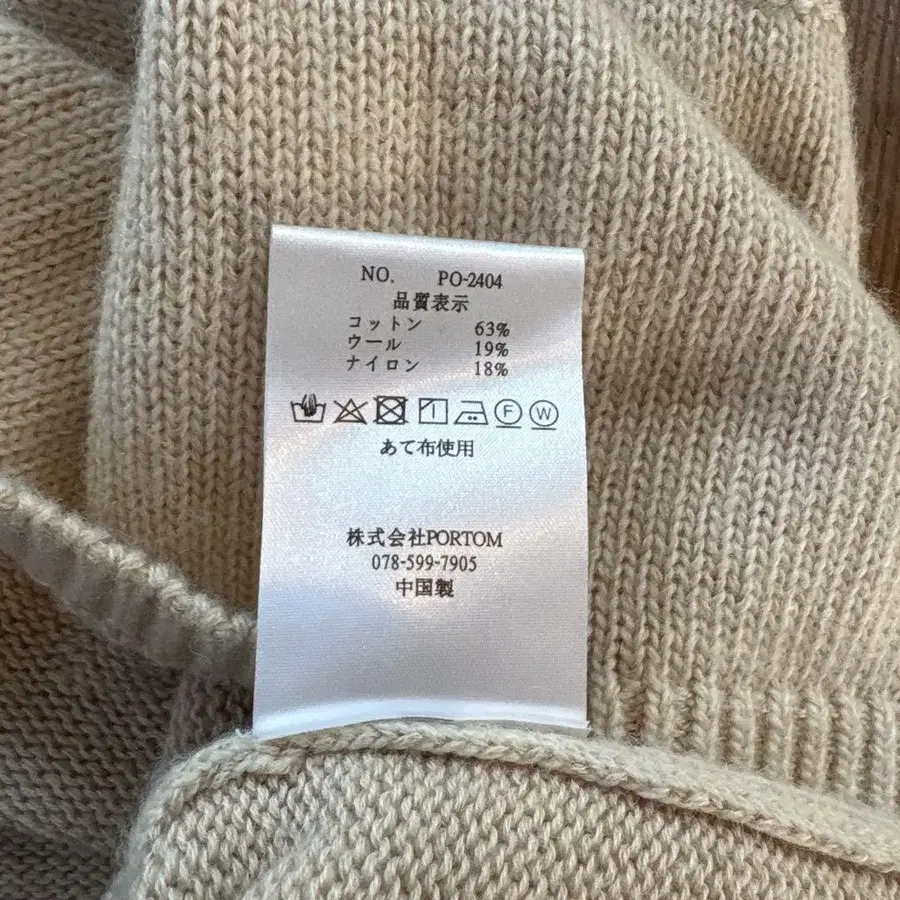 NO. PO-2404
品質表示
コットン 63%
ウール 19%
ナイロン 18%
F W
あて布使用
株式会社PORTOM
078-599-7905
中国製